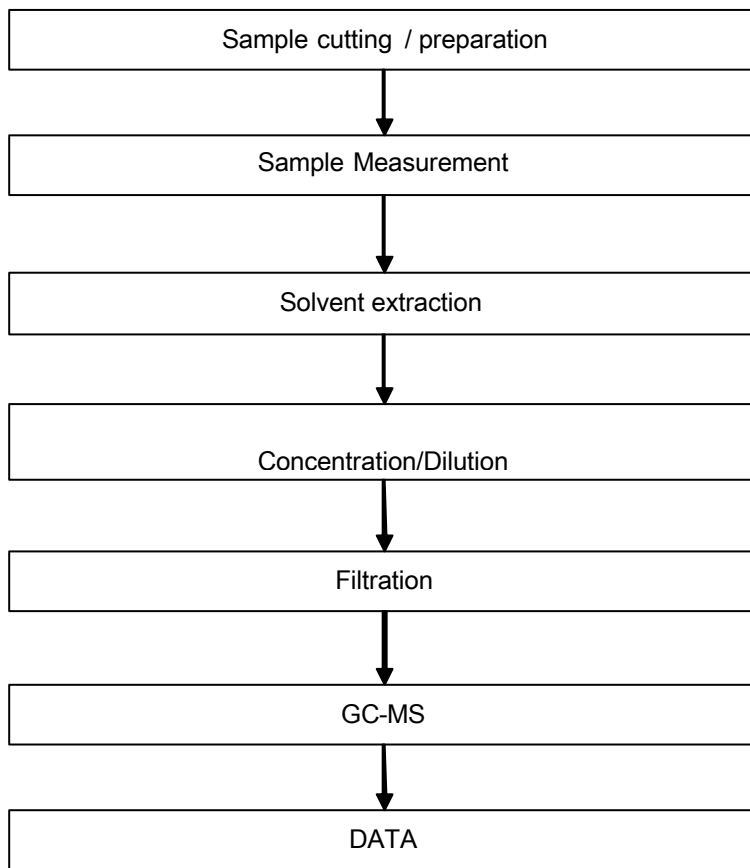 Sample cutting / preparation
Sample Measurement
Solvent extraction
Concentration/Dilution
Filtration
GC-MS
DATA